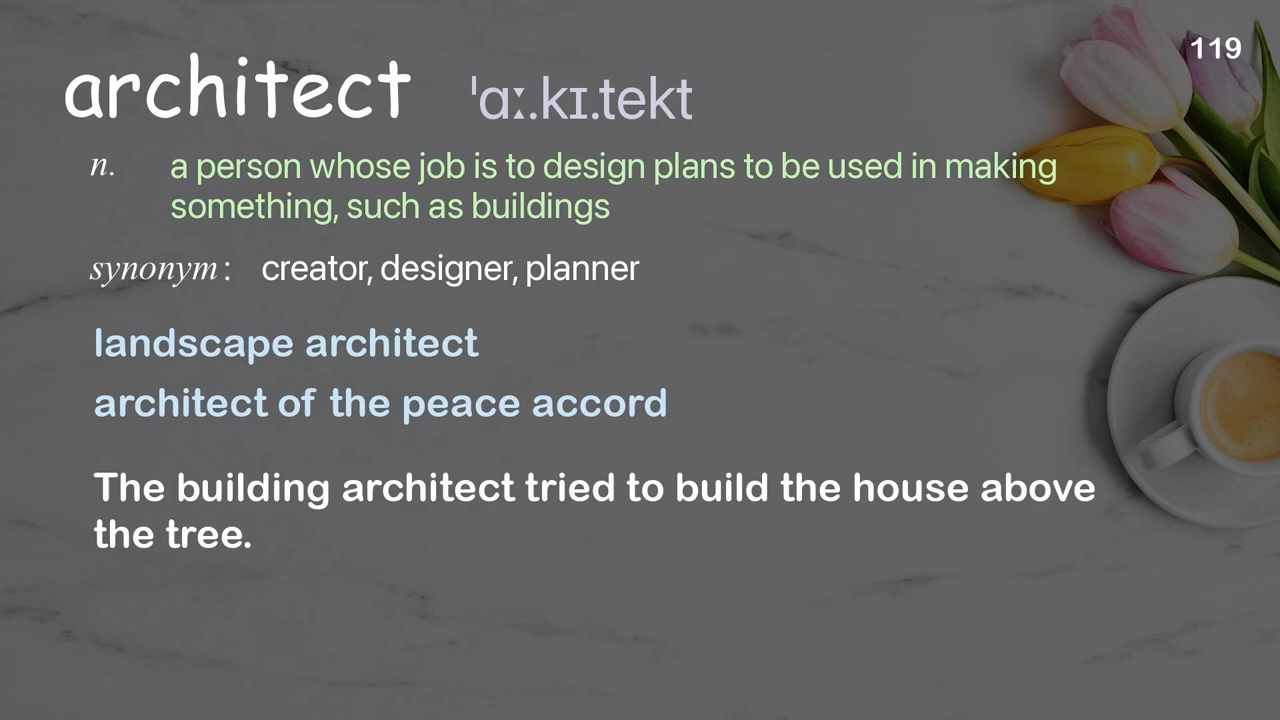 119
architect ˈɑː.kɪ.tekt
n. a person whose job is to design plans to be used in making
something, such as buildings
synonym: creator, designer, planner
landscape architect
architect of the peace accord
The building architect tried to build the house above
the tree.